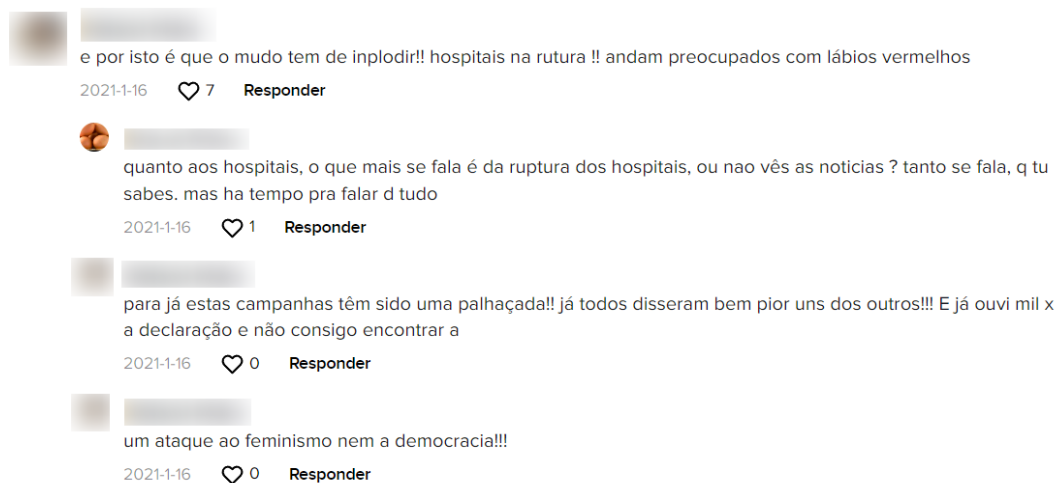 e por isto é que o mudo tem de inplodir!! hospitais na rutura !! andam preocupados com lábios vermelhos
2021-1-16 7 Responder
quanto aos hospitais, o que mais se fala é da ruptura dos hospitais, ou nao vês as noticias ? tanto se fala, q tu
sabes. mas ha tempo pra falar d tudo
2021-1-16 1 Responder
para já estas campanhas têm sido uma palhaçada!! já todos disseram bem pior uns dos outros!!! E já ouvi mil x
a declaração e não consigo encontrar a
2021-1-16 0 Responder
um ataque ao feminismo nem a democracia!!!
2021-1-16 0 Responder